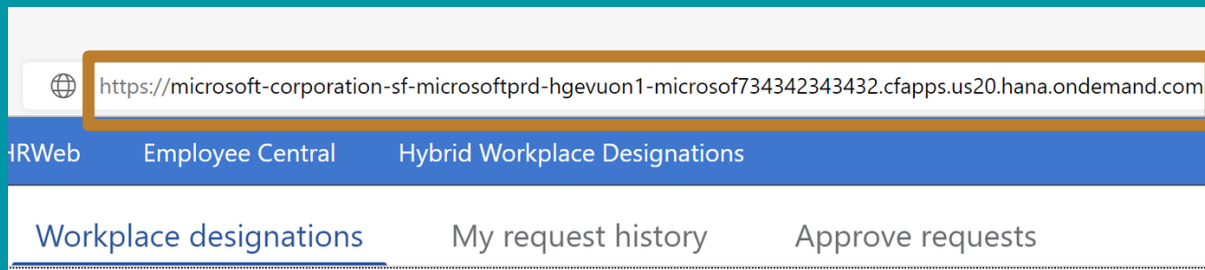 https://microsoft-corporation-sf-microsoftprd-hgevuon1-microsof734342343432.cfapps.us20.hana.ondemand.com
HRWeb Employee Central Hybrid Workplace Designations
Workplace designations My request history Approve requests